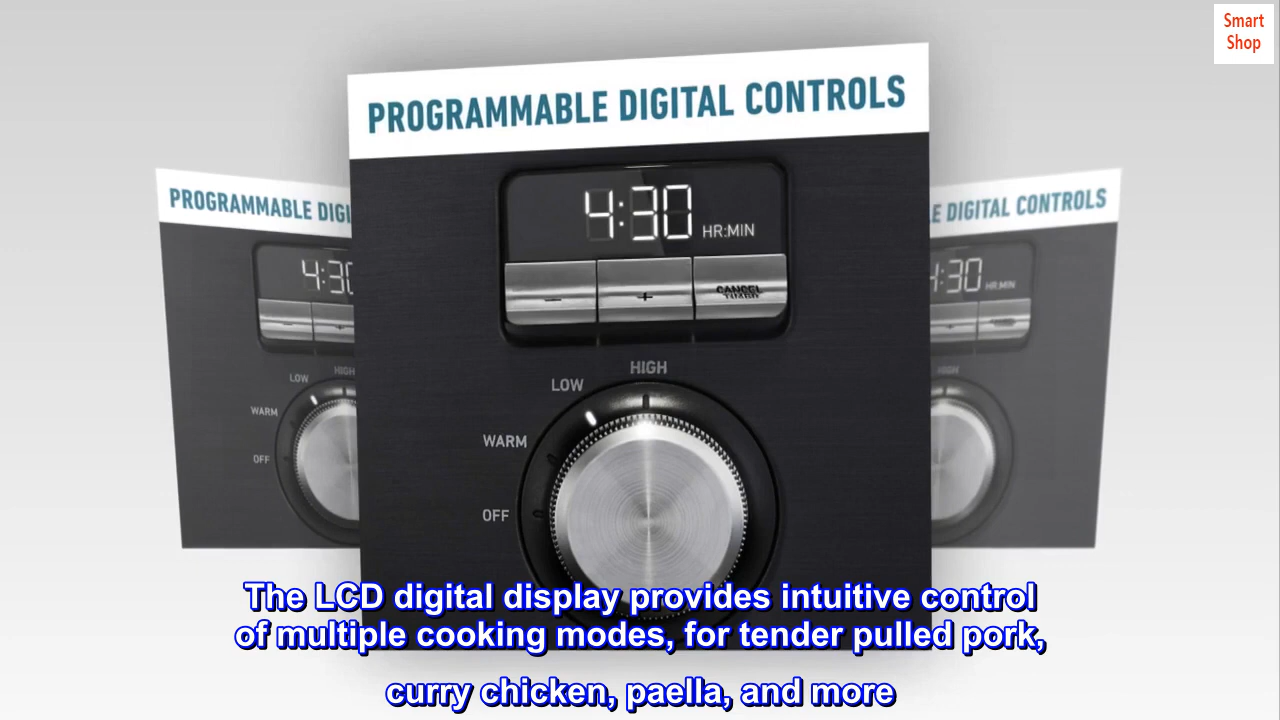 Smart
Shop
PROGRAMMABLE DIGITAL CONTROLS
PROGRAMMABLE DIGI
E DIGITAL CONTROLS
4:30 HR:MIN
4:30
:30 HR:MIN
- + CANCEL
- +
+
HIGH
LOW
WARM
OFF
HIGH
LOW
WARM
OFF
HIGH
The LCD digital display provides intuitive control
of multiple cooking modes, for tender pulled pork,
curry chicken, paella, and more